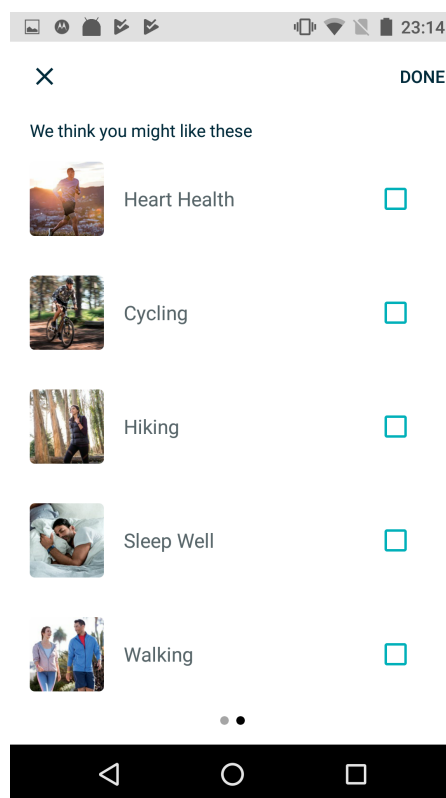 23:14
DONE
We think you might like these
Heart Health
Cycling
Hiking
Sleep Well
Walking